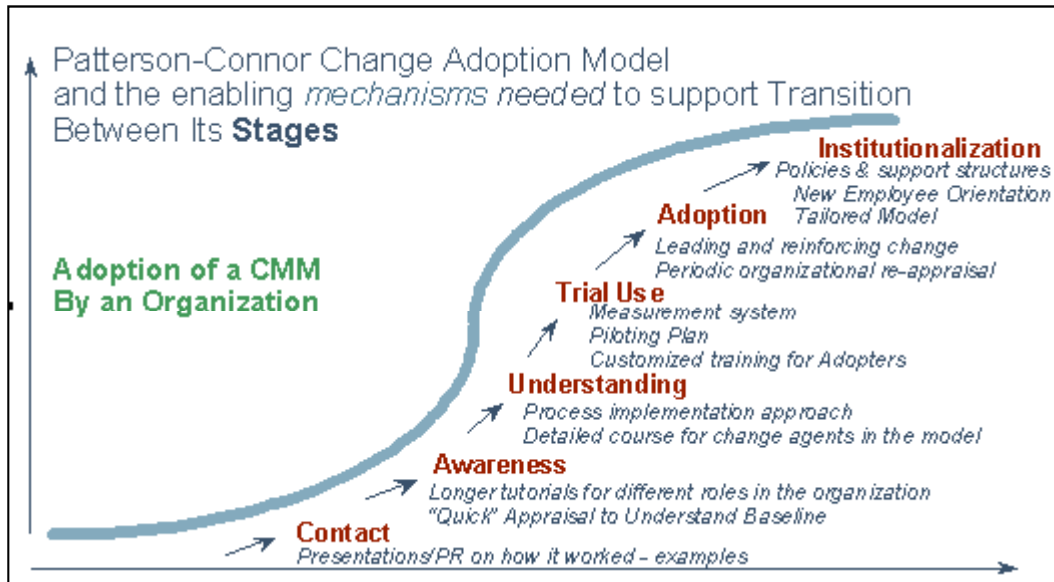 Patterson-Connor Change Adoption Model
and the enabling mechanisms needed to support Transition
Between Its Stages
Institutionalization
Policies & support structures
New Employee Orientation
Tailored Model
Adoption
Leading and reinforcing change
Periodic organizational re-appraisal
Adoption of a CMM
By an Organization
Trial Use
Measurement system
Piloting Plan
Customized training for Adopters
Understanding
Process implementation approach
Detailed course for change agents in the model
Awareness
Longer tutorials for different roles in the organization
"Quick" Appraisal to Understand Baseline
Contact
Presentations/PR on how it worked – examples